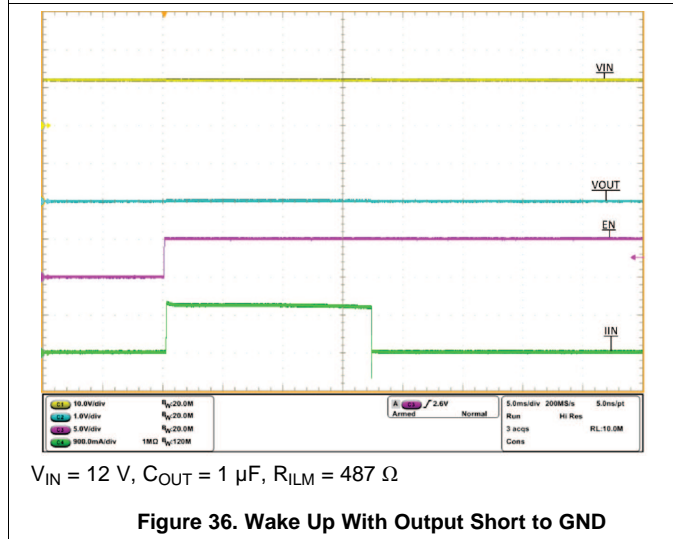 VIN
VOUT
EN
IIN
C1 10.0V/div BW:20.0M
C2 1.0V/div BW:20.0M
C3 5.0V/div BW:20.0M
C4 900.0mA/div 1MΩ BW:120M
A C3 ʃ 2.6V
Armed Normal
5.0ms/div 200MS/s 5.0ns/pt
Run Hi Res
3 acqs RL:10.0M
Cons
VIN = 12 V, COUT = 1 µF, RILM = 487 Ω
Figure 36. Wake Up With Output Short to GND